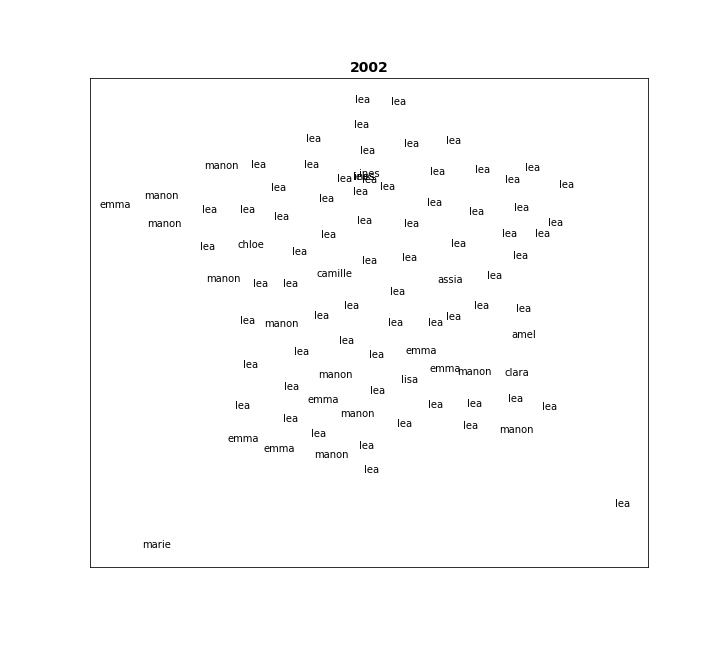 2002
lea lea
lea
lea lea lea
lea
manon lea lea lea lea lea
ines
lea lea lea lea
lea lea lea
manon lea lea
emma lea lea lea lea lea
manon lea lea lea lea
lea lea lea
lea chloe lea lea
lea lea lea lea
manon camille assia lea
lea lea lea
lea lea lea
lea manon lea lea lea lea
lea amel
lea lea emma
lea emma manon clara
manon lisa
lea lea
emma lea
lea manon lea lea lea
lea lea lea manon
emma lea
emma manon lea
lea
lea
marie